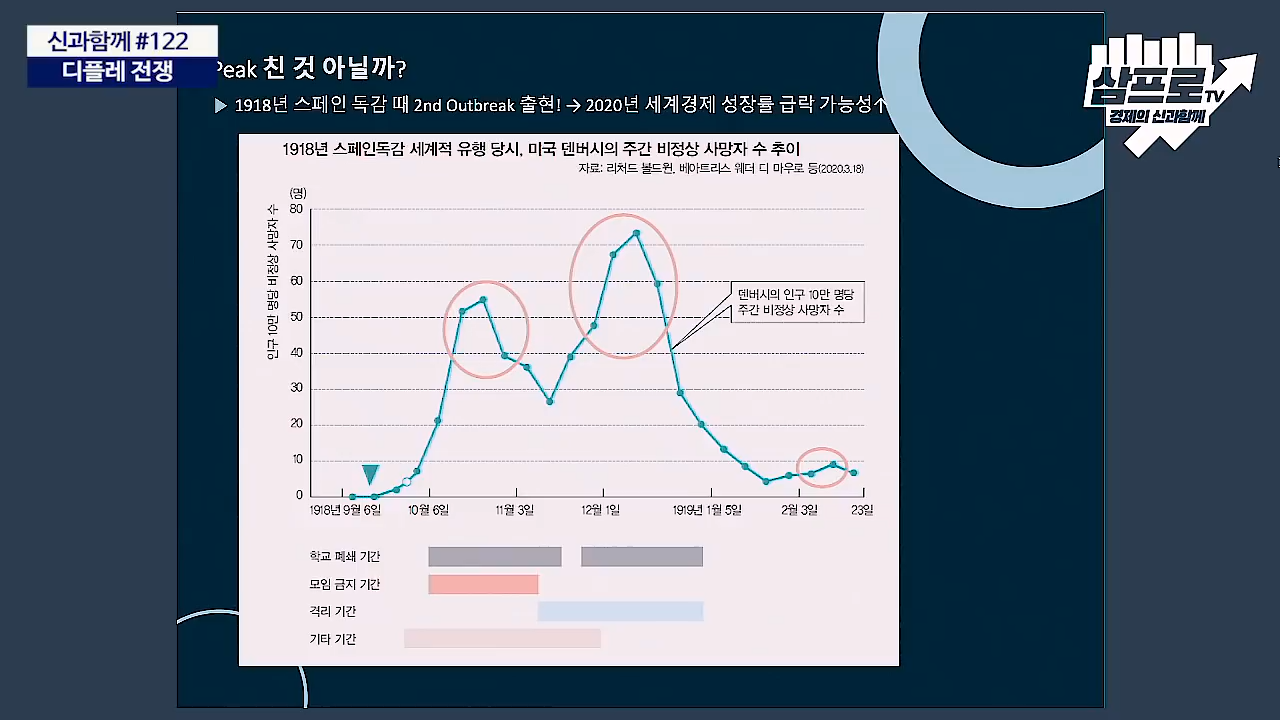 신과함께 #122
디플레 전쟁
Peak 친 것 아닐까?
▶ 1918년 스페인 독감 때 2nd Outbreak 출현! → 2020년 세계경제 성장률 급락 가능성↑
삼프로TV
경제의 신과함께
1918년 스페인독감 세계적 유행 당시, 미국 덴버시의 주간 비정상 사망자 수 추이
자료: 리처드 볼드윈, 베아트리스 웨더 디 마우로 등(2020.3.18)
(명)
인구 10만 명당 비정상 사망자 수
80
70
60
50
40
30
20
10
0
덴버시의 인구 10만 명당
주간 비정상 사망자 수
1918년 9월 6일 10월 6일 11월 3일 12월 1일 1919년 1월 5일 2월 3일 23일
학교 폐쇄 기간
모임 금지 기간
격리 기간
기타 기간